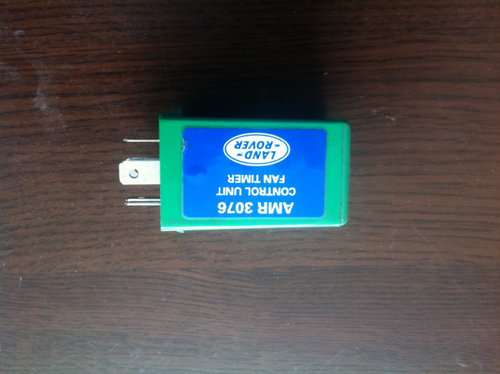 AMR 3076
CONTROL UNIT
FAN TIMER
LAND-
-ROVER-